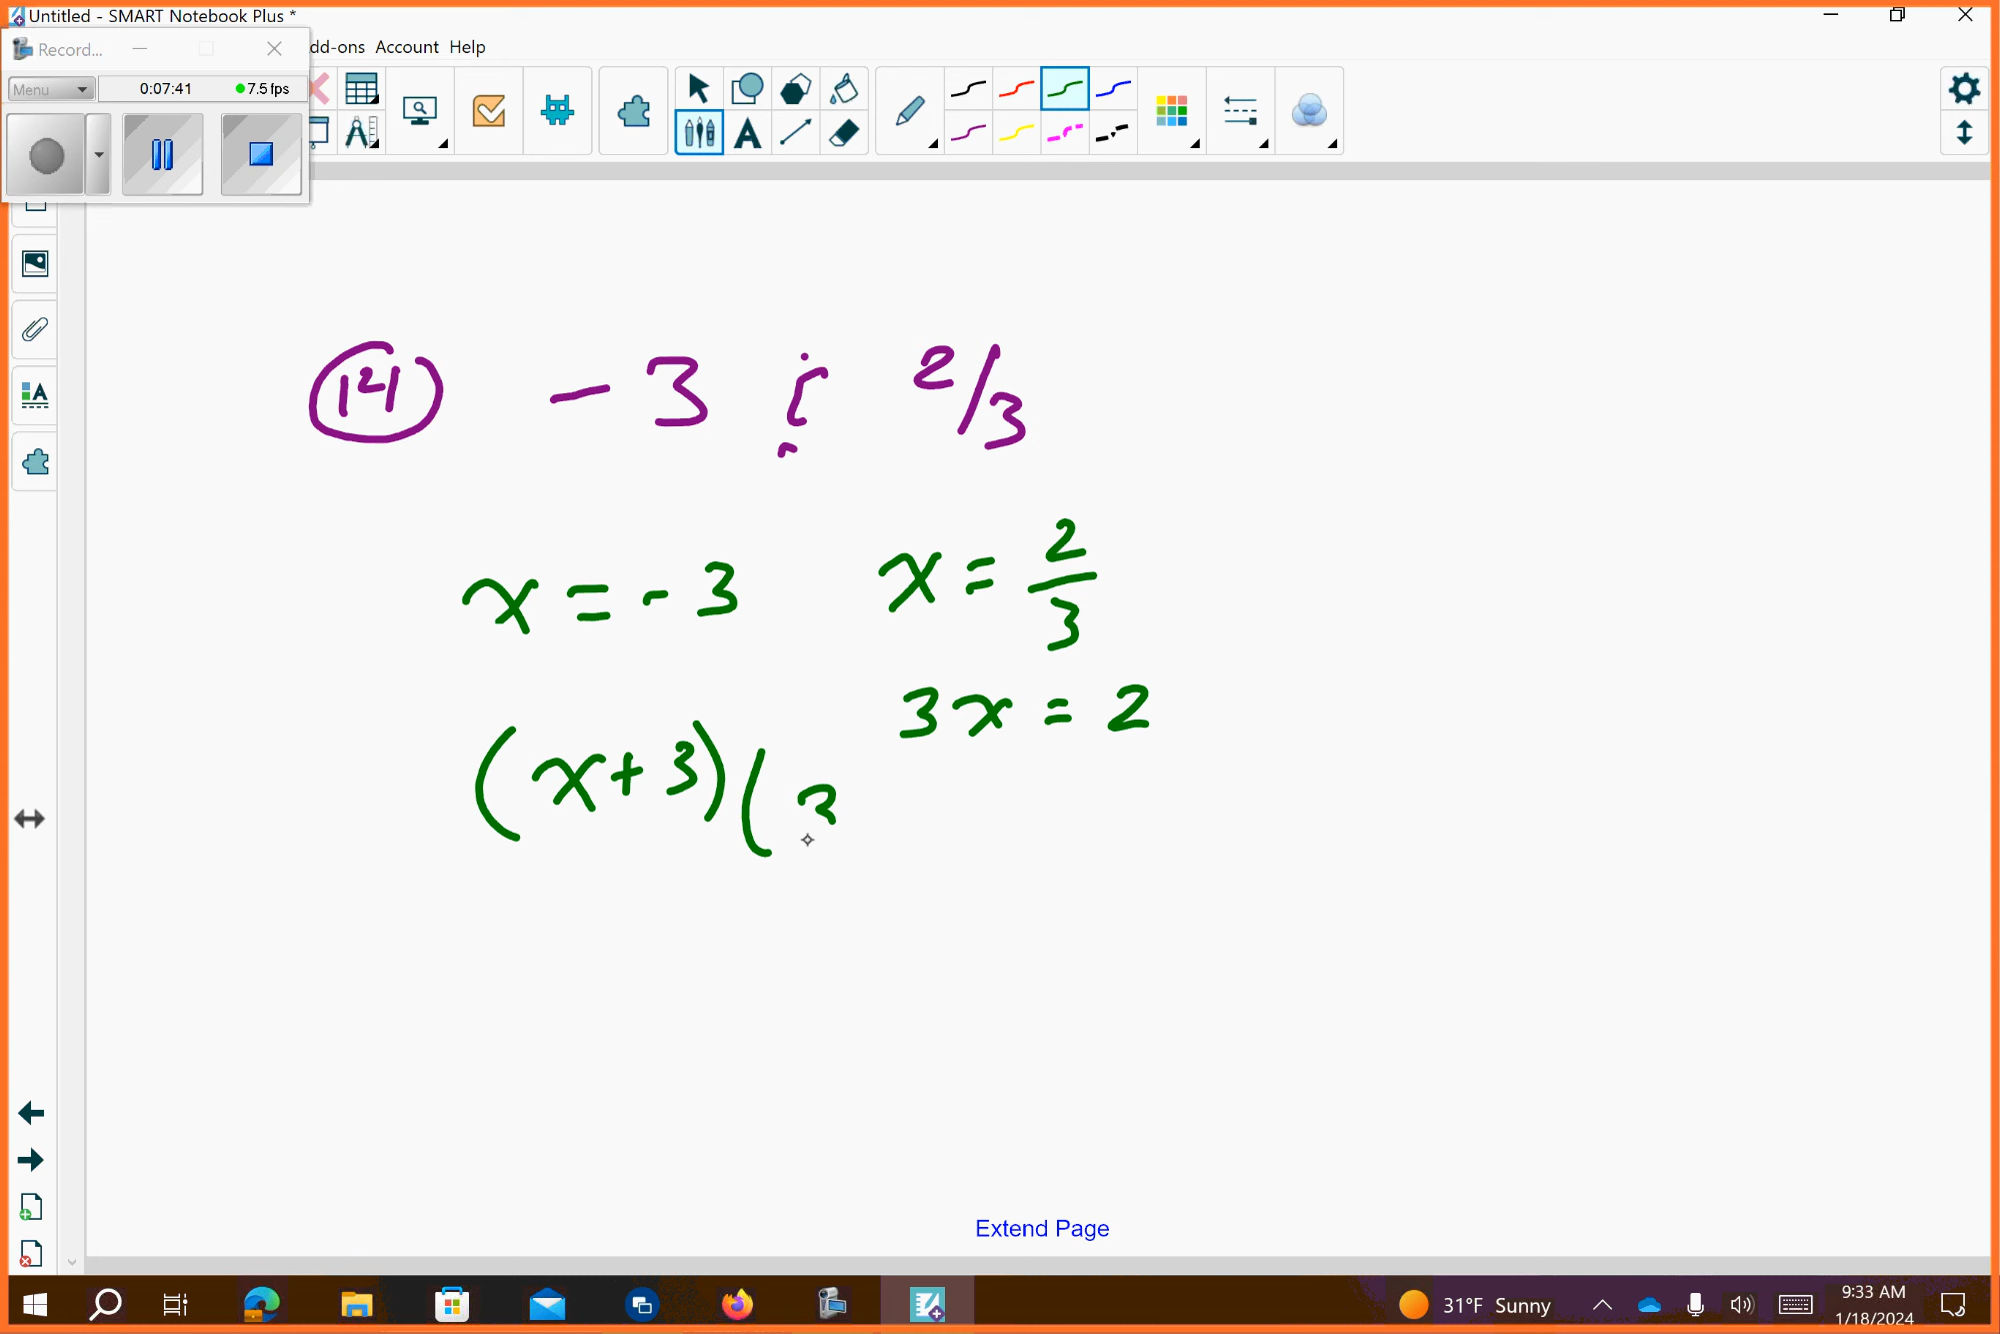 Untitled - SMART Notebook Plus *
Record...
dd-ons Account Help
Menu 0:07:41 7.5 fps
A
A
14 -3 ; 2/3
x = -3 x = 2/3
3x = 2
(x+3)(3
Extend Page
31°F Sunny
9:33 AM
1/18/2024